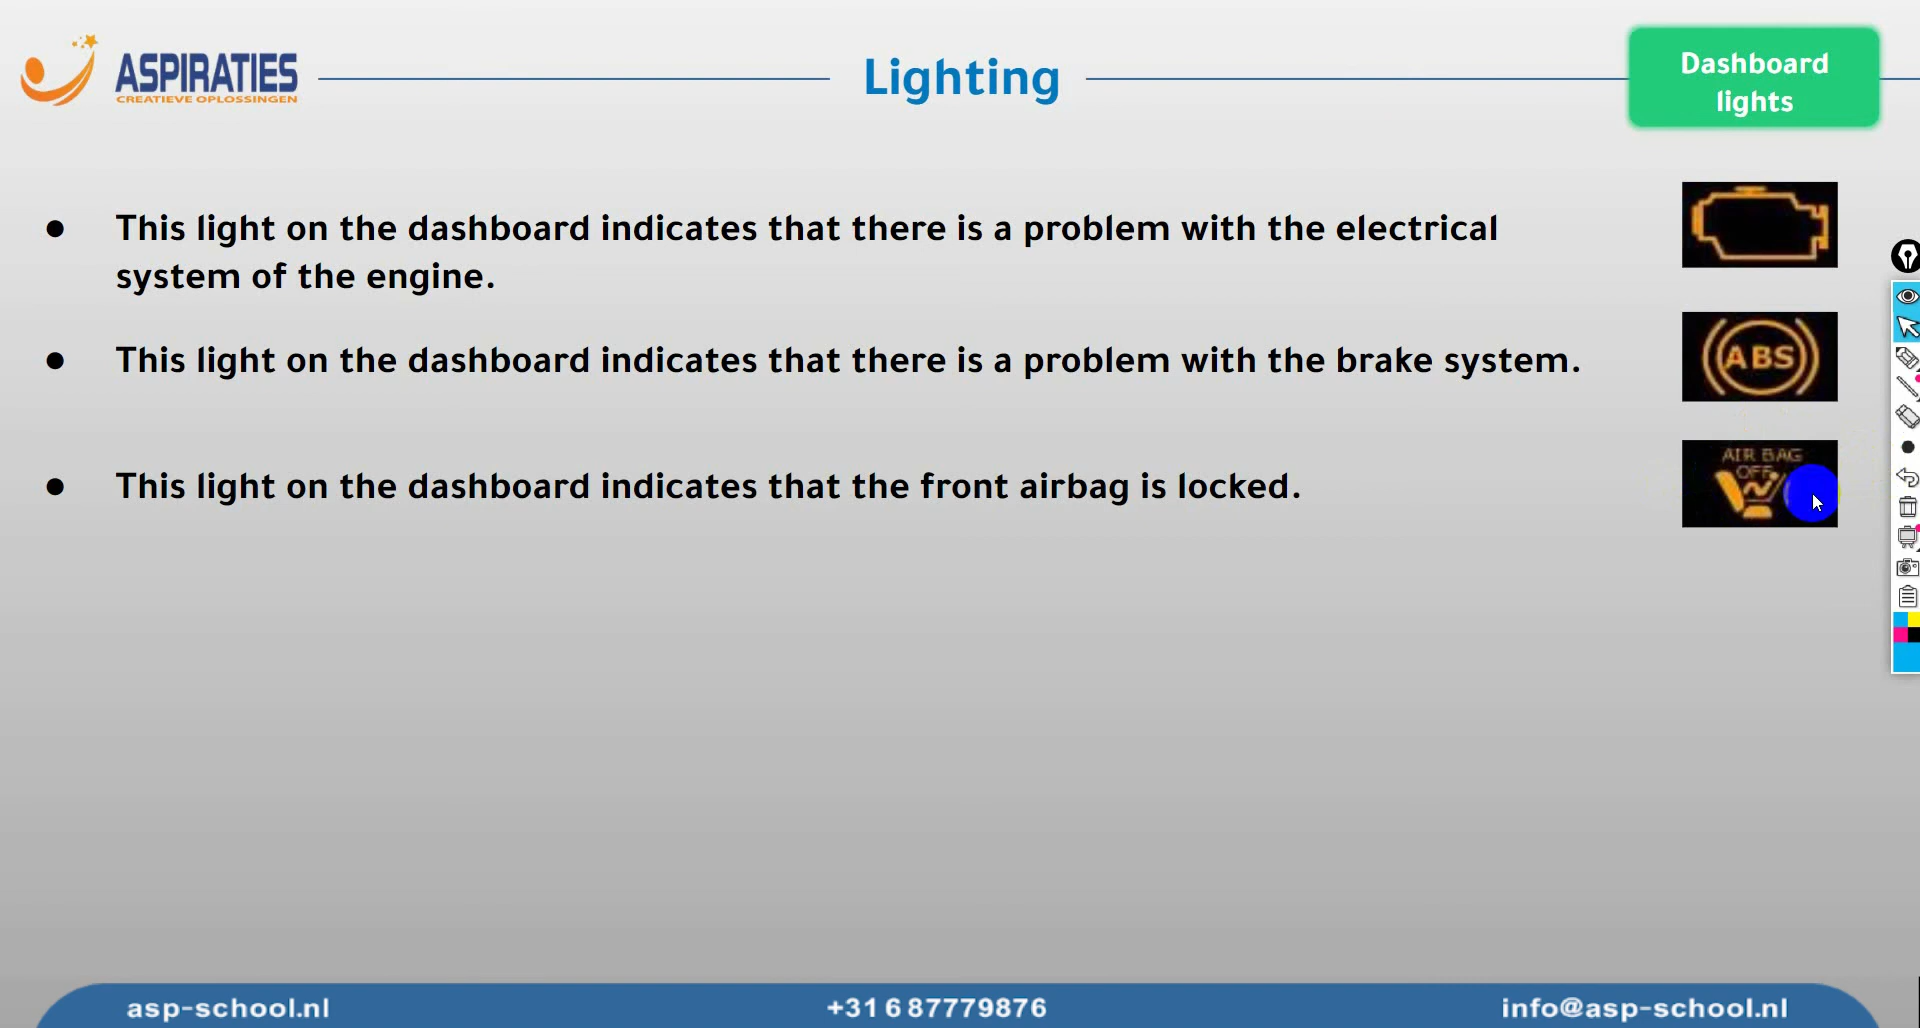 ASPIRATIES
CREATIEVE OPLOSSINGEN
Lighting
Dashboard
lights
● This light on the dashboard indicates that there is a problem with the electrical
system of the engine.
● This light on the dashboard indicates that there is a problem with the brake system.
ABS
● This light on the dashboard indicates that the front airbag is locked.
AIR BAG
OFF
asp-school.nl
+31 6 87779876
info@asp-school.nl